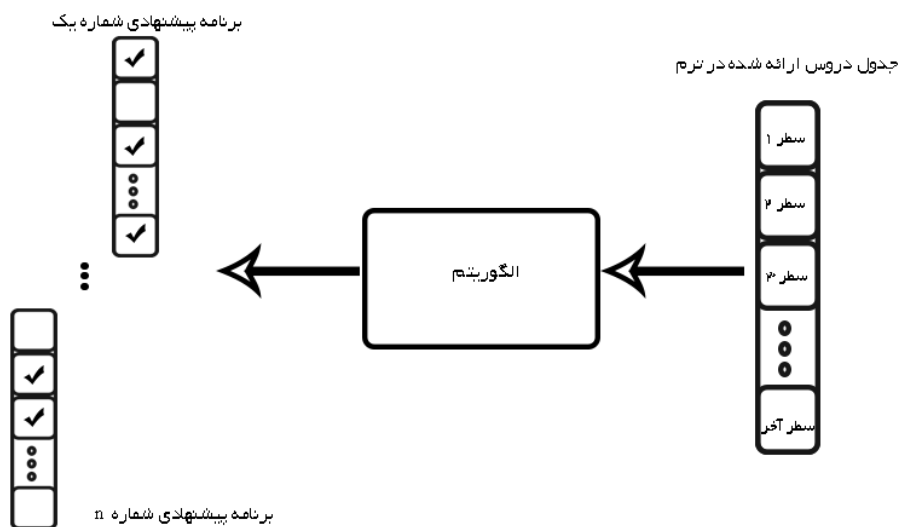 برنامه پیشنهادی شماره یک
جدول دروس ارائه شده در ترم
سطر ۱
سطر ۲
سطر ۳
سطر آخر
الگوریتم
برنامه پیشنهادی شماره n